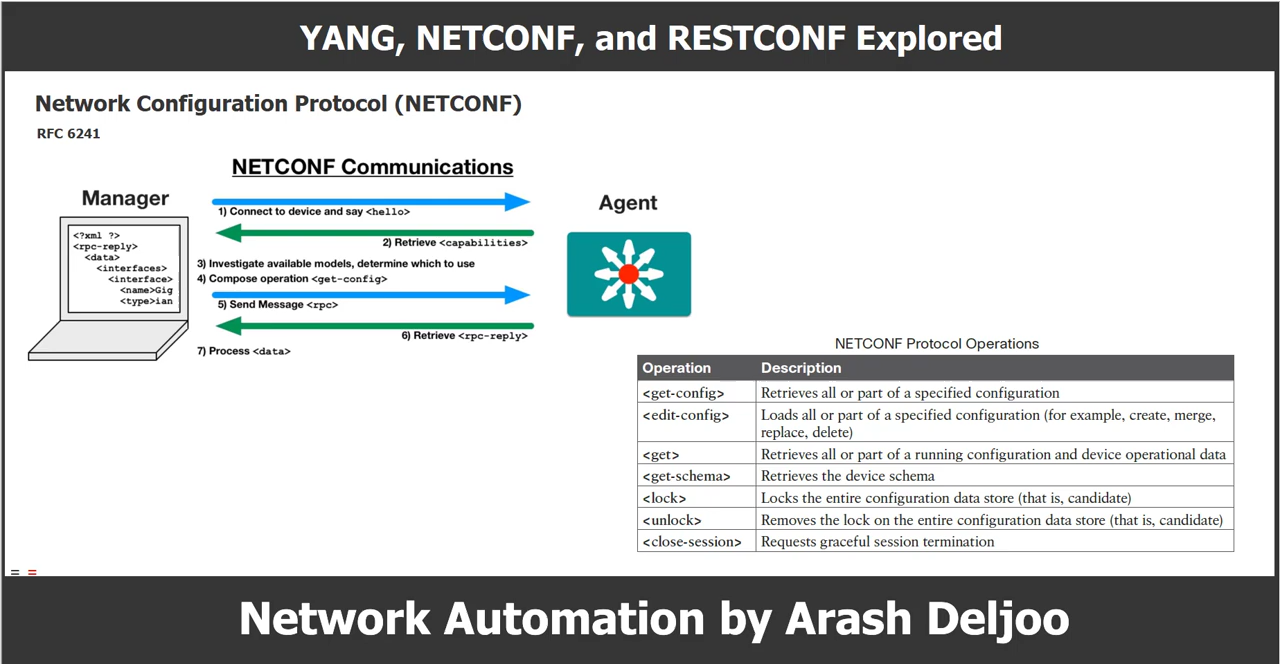 YANG, NETCONF, and RESTCONF Explored
Network Configuration Protocol (NETCONF)
RFC 6241
NETCONF Communications
Manager
Agent
<?xml ?>
<rpc-reply>
<data>
<interfaces>
<interface>
<name>Gig
<type>ian
1) Connect to device and say <hello>
2) Retrieve <capabilities>
3) Investigate available models, determine which to use
4) Compose operation <get-config>
5) Send Message <rpc>
6) Retrieve <rpc-reply>
7) Process <data>
NETCONF Protocol Operations
Operation Description
<get-config> Retrieves all or part of a specified configuration
<edit-config> Loads all or part of a specified configuration (for example, create, merge,
replace, delete)
<get> Retrieves all or part of a running configuration and device operational data
<get-schema> Retrieves the device schema
<lock> Locks the entire configuration data store (that is, candidate)
<unlock> Removes the lock on the entire configuration data store (that is, candidate)
<close-session> Requests graceful session termination
Network Automation by Arash Deljoo